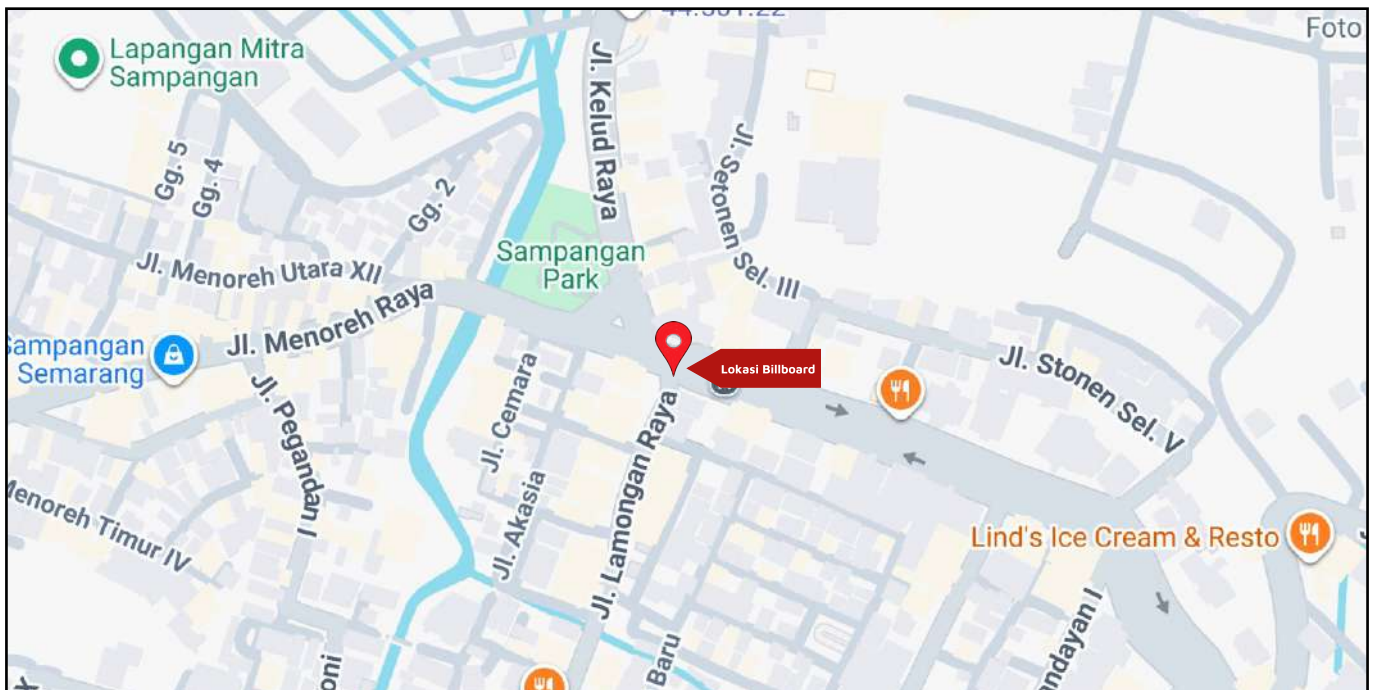 Foto
Lapangan Mitra
Sampangan
Jl. Kelud Raya
Jl. Setonen Sel. III
Gg. 5
Gg. 4
Gg. 2
Sampangan
Park
Jl. Menoreh Utara XII
Jl. Menoreh Raya
Sampangan
Semarang
Lokasi Billboard
Jl. Stonen Sel. V
Jl. Pegandan I
Jl. Cemara
Jl. Akasia
Jl. Lamongan Raya
Menoreh Timur IV
Lind's Ice Cream & Resto
Baru
oni
andayan I